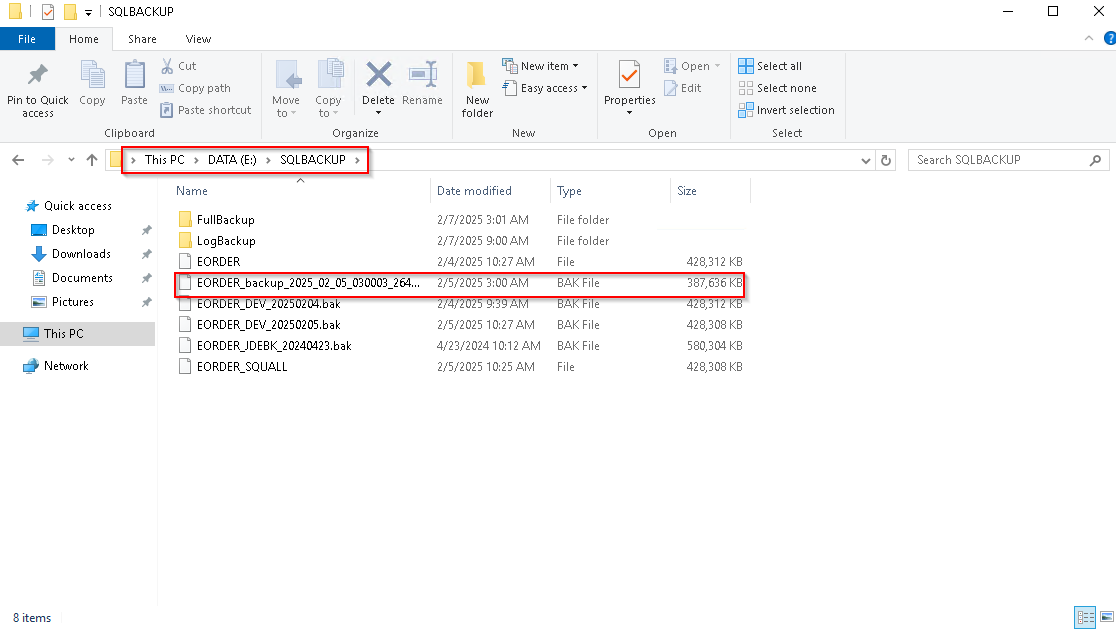 SQLBACKUP
File Home Share View
Pin to Quick access
Copy
Paste
Cut
Copy path
Paste shortcut
Clipboard
Move to
Copy to
Delete
Rename
Organize
New folder
New item
Easy access
New
Properties
Open
Edit
Open
Select all
Select none
Invert selection
Select
This PC > DATA (E:) > SQLBACKUP >
Search SQLBACKUP
Quick access
Desktop
Downloads
Documents
Pictures
This PC
Network
Name Date modified Type Size
FullBackup 2/7/2025 3:01 AM File folder
LogBackup 2/7/2025 9:00 AM File folder
EORDER 2/4/2025 10:27 AM File 428,312 KB
EORDER_backup_2025_02_05_030003_264... 2/5/2025 3:00 AM BAK File 387,636 KB
EORDER_DEV_20250204.bak 2/4/2025 9:39 AM BAK File 428,312 KB
EORDER_DEV_20250205.bak 2/5/2025 10:27 AM BAK File 428,308 KB
EORDER_JDEBK_20240423.bak 4/23/2024 10:12 AM BAK File 580,304 KB
EORDER_SQUALL 2/5/2025 10:25 AM File 428,308 KB
8 items